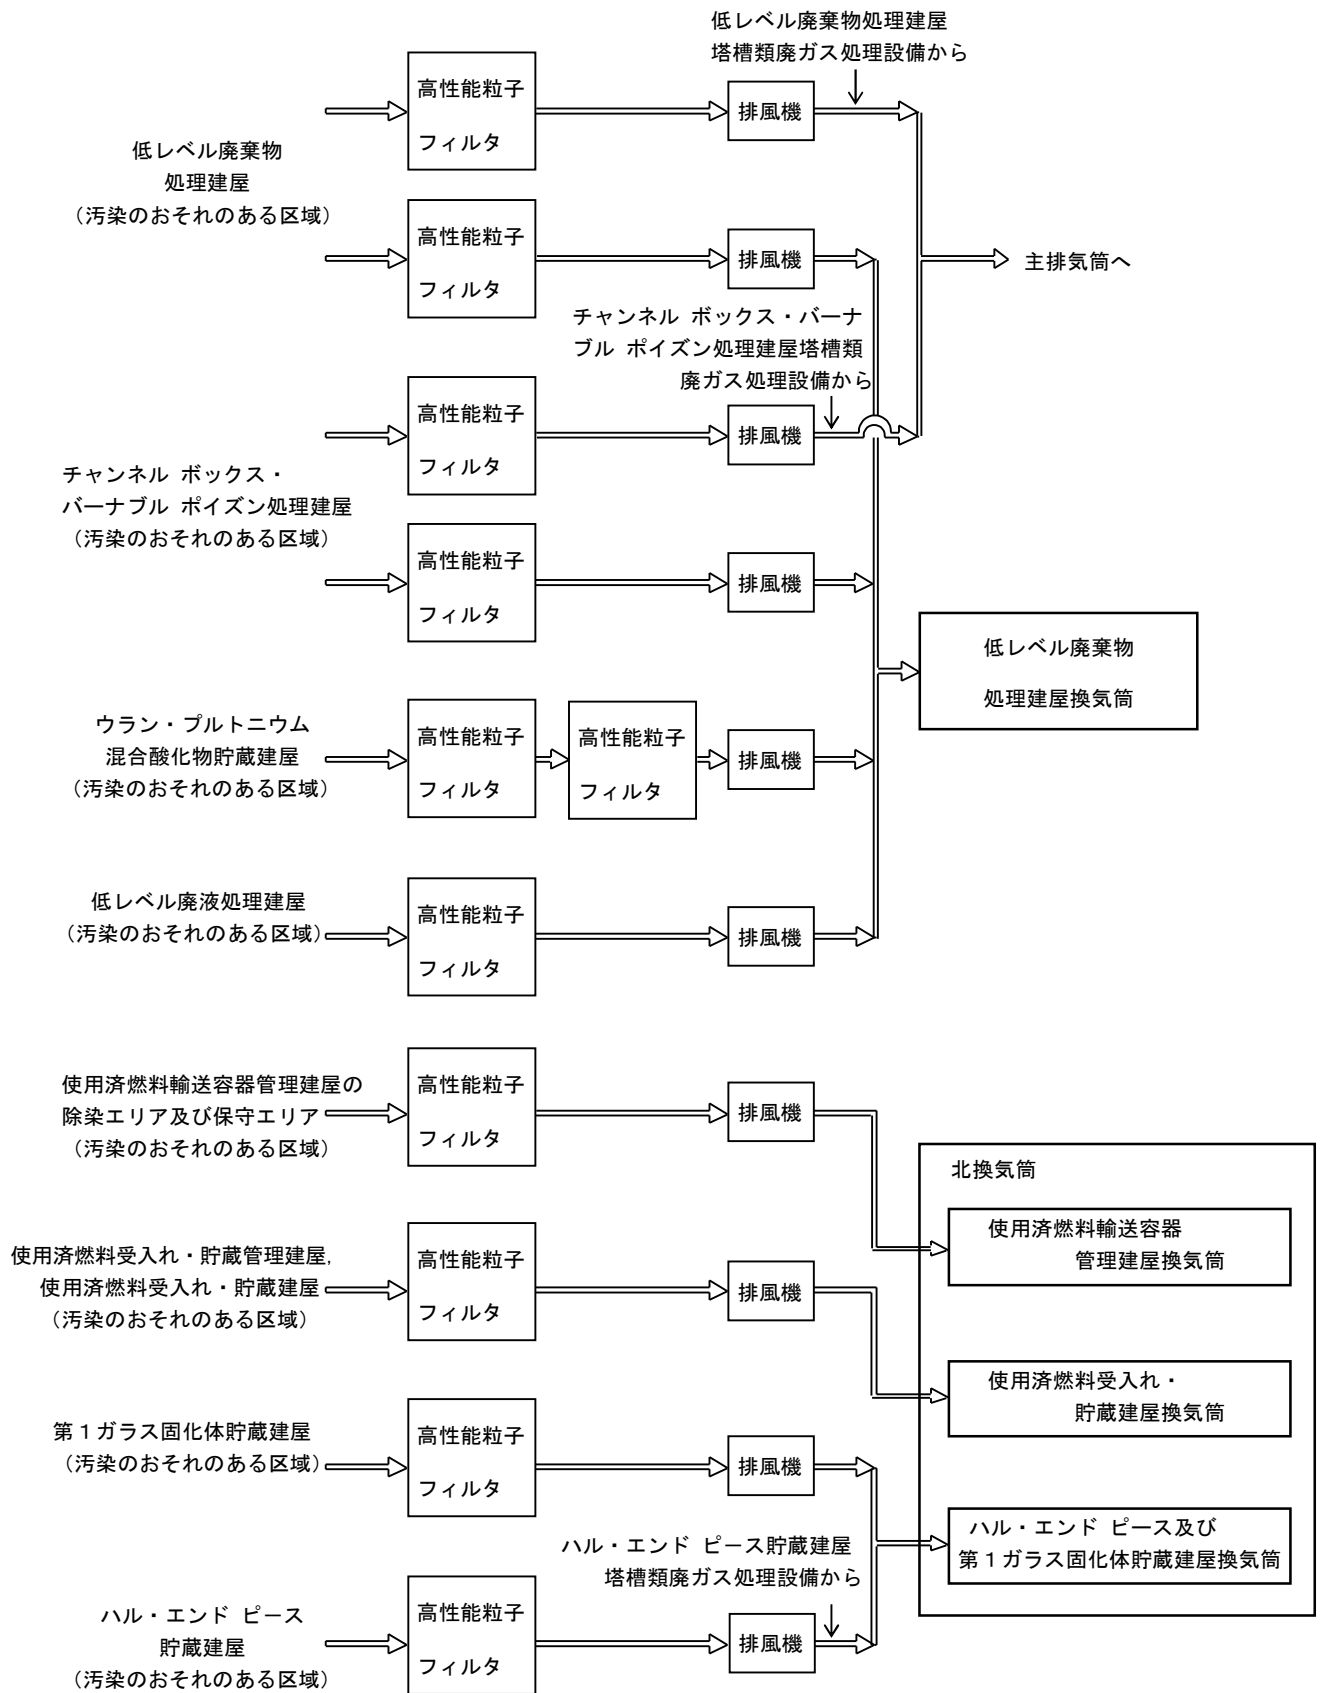 低レベル廃棄物処理建屋
塔槽類廃ガス処理設備から
高性能粒子
フィルタ
排風機
低レベル廃棄物
処理建屋
（汚染のおそれのある区域）
高性能粒子
フィルタ
排風機
主排気筒へ
チャンネル ボックス・バーナ
ブル ポイズン処理建屋塔槽類
廃ガス処理設備から
高性能粒子
フィルタ
排風機
チャンネル ボックス・
バーナブル ポイズン処理建屋
（汚染のおそれのある区域）
高性能粒子
フィルタ
排風機
低レベル廃棄物
処理建屋換気筒
ウラン・プルトニウム
混合酸化物貯蔵建屋
（汚染のおそれのある区域）
高性能粒子
フィルタ
高性能粒子
フィルタ
排風機
低レベル廃液処理建屋
（汚染のおそれのある区域）
高性能粒子
フィルタ
排風機
使用済燃料輸送容器管理建屋の
除染エリア及び保守エリア
（汚染のおそれのある区域）
高性能粒子
フィルタ
排風機
北換気筒
使用済燃料輸送容器
管理建屋換気筒
使用済燃料受入れ・貯蔵管理建屋,
使用済燃料受入れ・貯蔵建屋
（汚染のおそれのある区域）
高性能粒子
フィルタ
排風機
使用済燃料受入れ・
貯蔵建屋換気筒
第１ガラス固化体貯蔵建屋
（汚染のおそれのある区域）
高性能粒子
フィルタ
排風機
ハル・エンド ピース及び
第１ガラス固化体貯蔵建屋換気筒
ハル・エンド ピース貯蔵建屋
塔槽類廃ガス処理設備から
ハル・エンド ピース
貯蔵建屋
（汚染のおそれのある区域）
高性能粒子
フィルタ
排風機